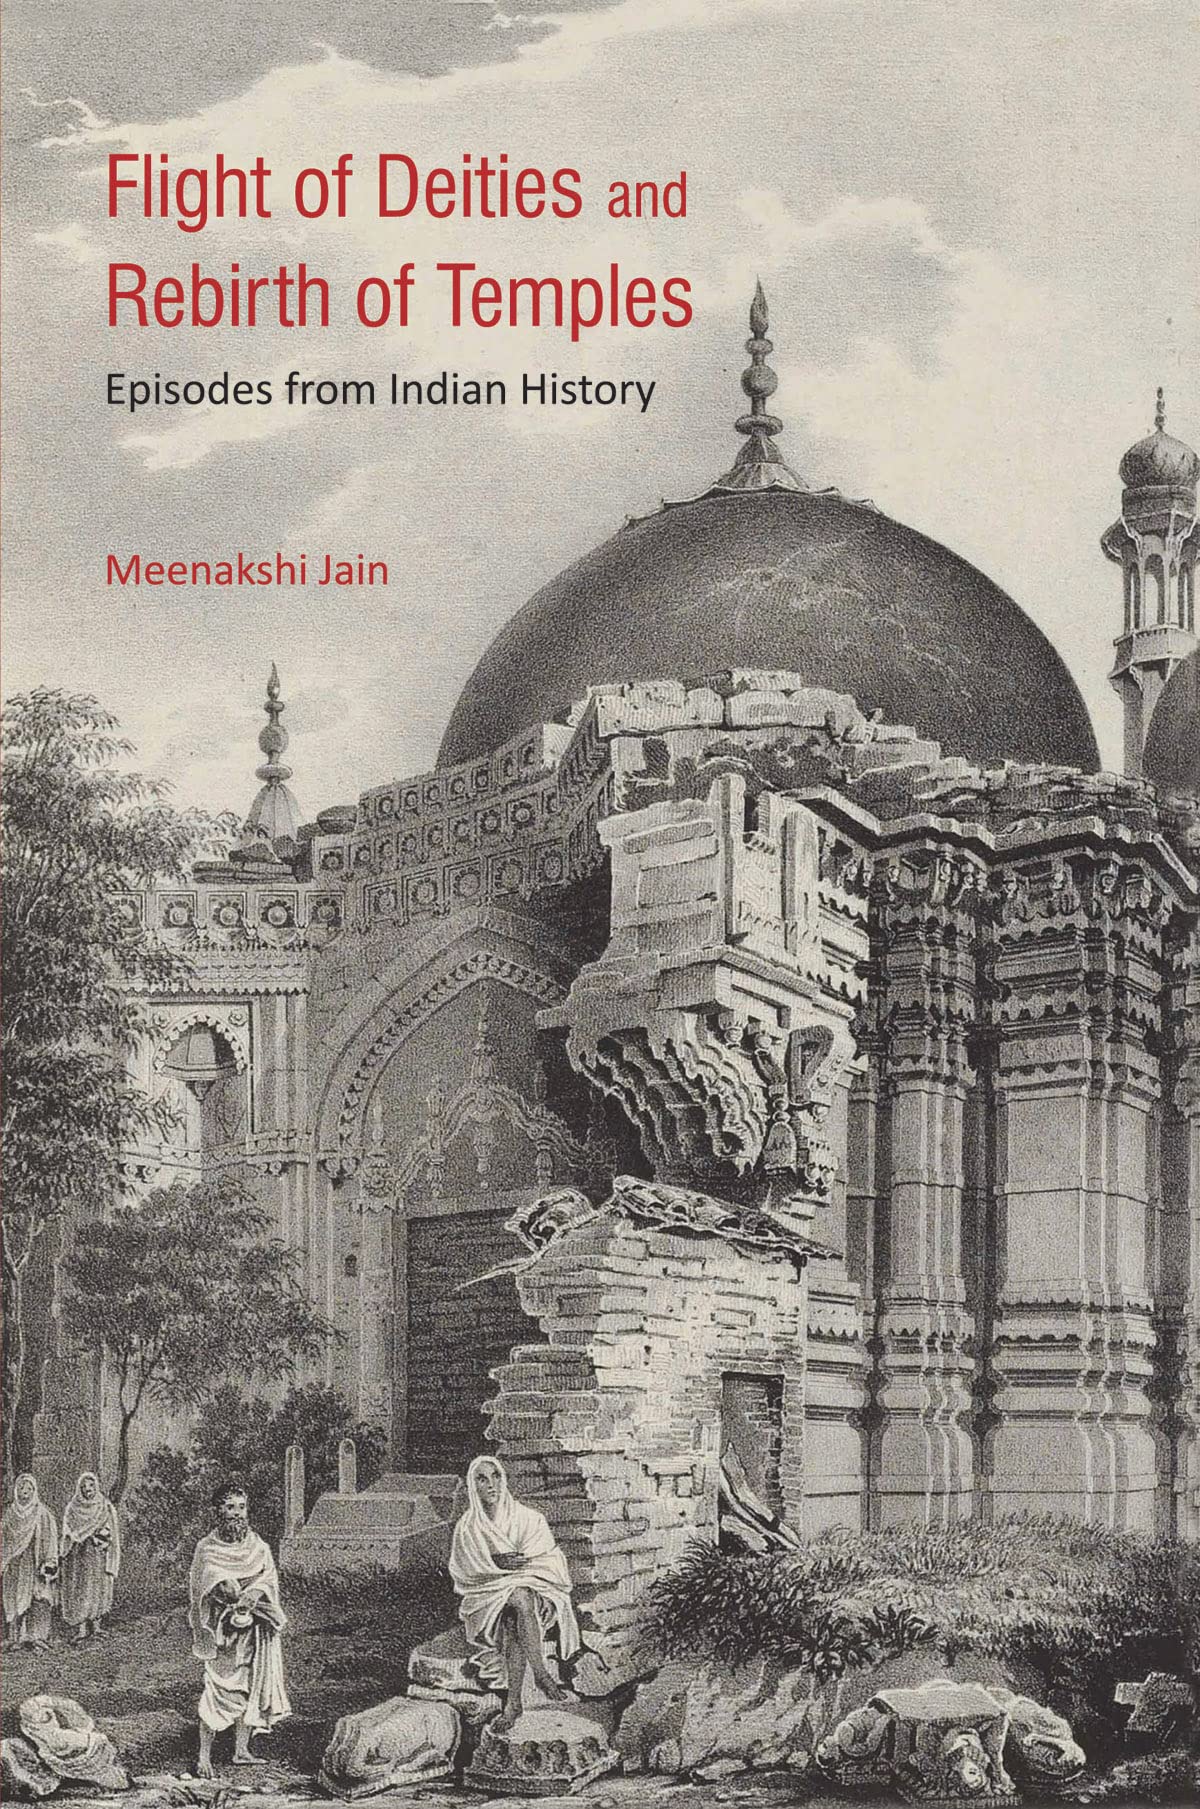 Flight of Deities and
Rebirth of Temples
Episodes from Indian History
Meenakshi Jain